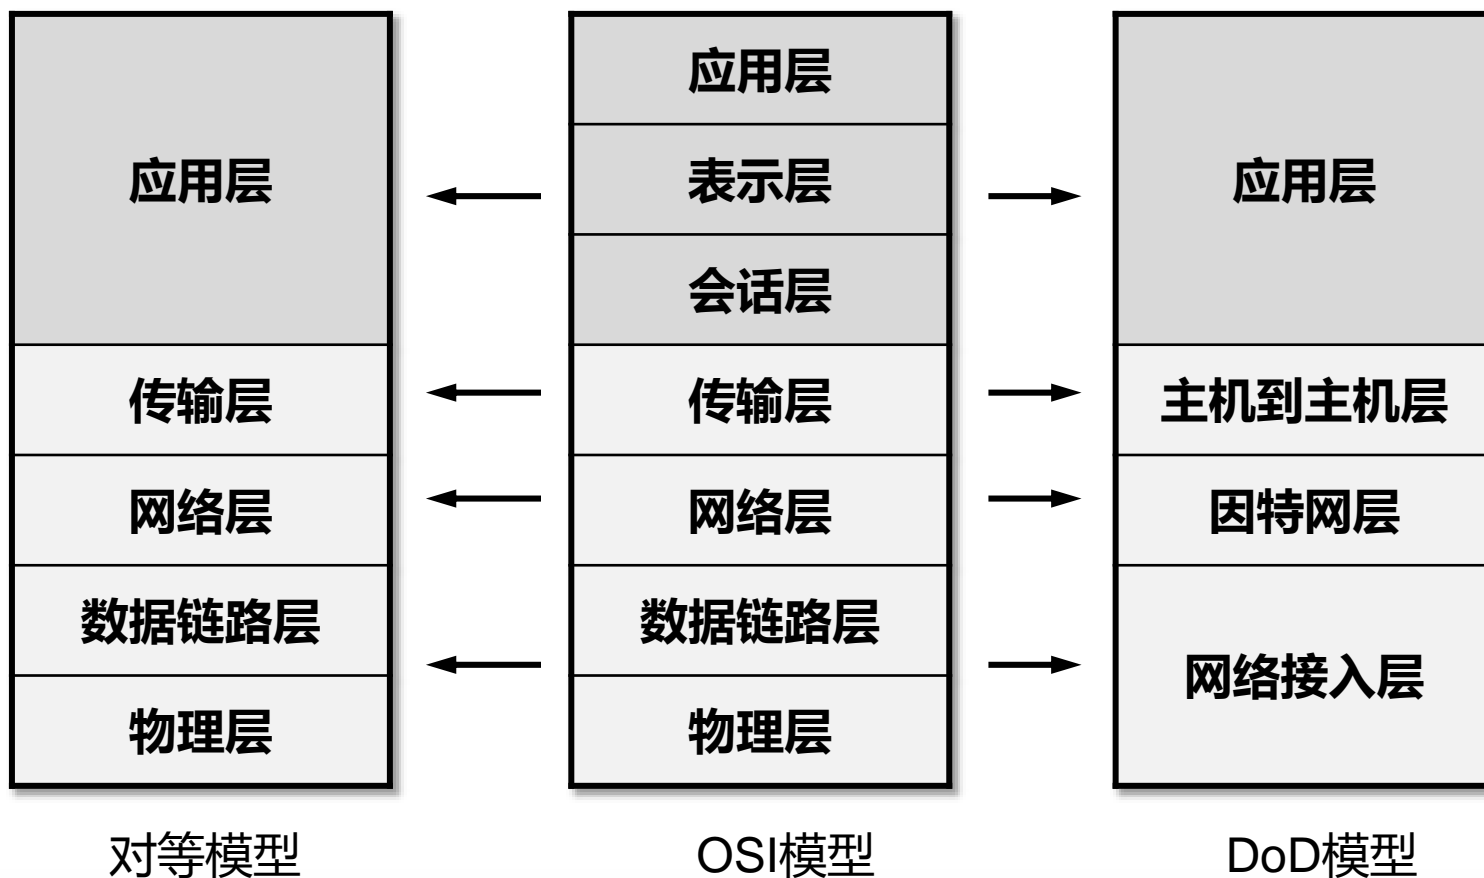 应用层
传输层
网络层
数据链路层
物理层
对等模型
应用层
表示层
会话层
传输层
网络层
数据链路层
物理层
OSI模型
应用层
主机到主机层
因特网层
网络接入层
DoD模型